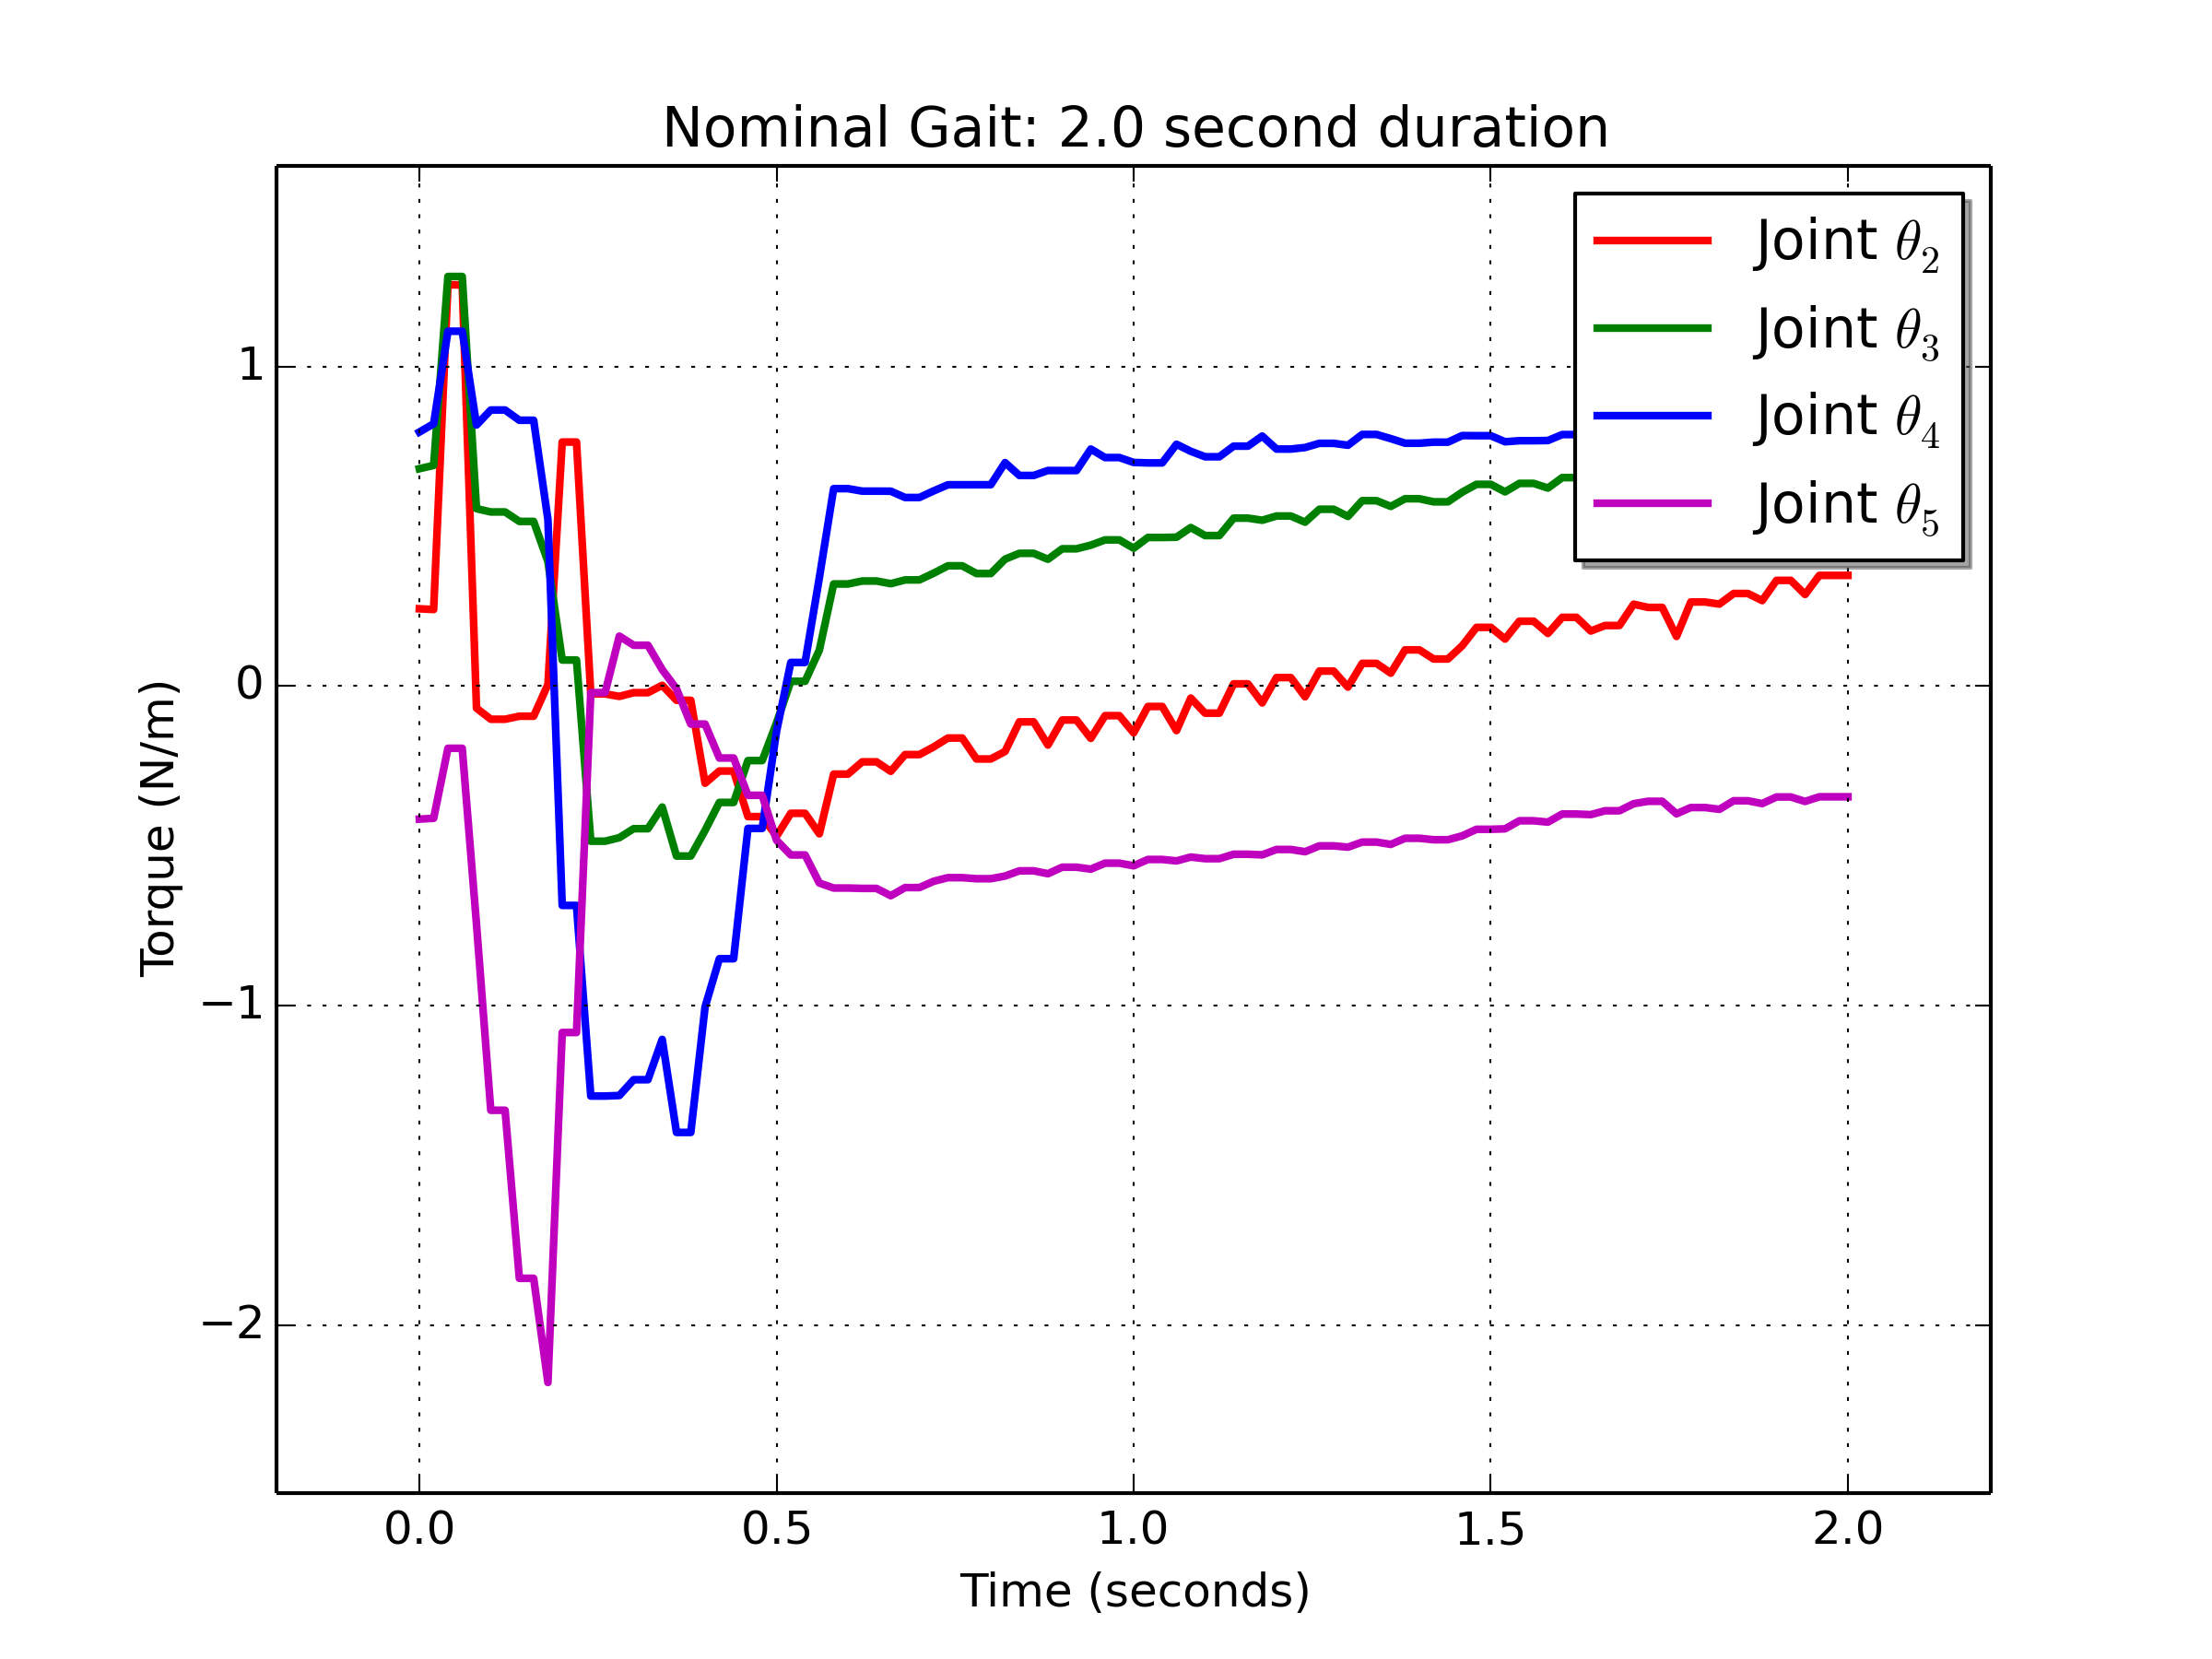 Nominal Gait: 2.0 second duration
Joint θ2
Joint θ3
Joint θ4
Joint θ5
1
0
−1
−2
Torque (N/m)
0.0 0.5 1.0 1.5 2.0
Time (seconds)